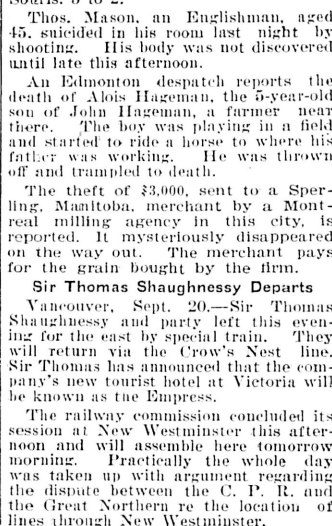 Souris. 3 to 2.
Thos. Mason, an Englishman, aged
45, suicided in his room last night by
shooting. His body was not discovered
until late this afternoon.
An Edmonton despatch reports the
death of Alois Hageman, the 5-year-old
son of John Hageman, a farmer near
there. The boy was playing in a field
and started to ride a horse to where his
father was working. He was thrown
off and trampled to death.
The theft of $3,000, sent to a Sper-
ling, Manitoba, merchant by a Mont-
real milling agency in this city, is
reported. It mysteriously disappeared
on the way out. The merchant pays
for the grain bought by the firm.
Sir Thomas Shaughnessy Departs
Vancouver, Sept. 20.—Sir Thomas
Shaughnessy and party left this even-
ing for the east by special train. They
will return via the Crow's Nest line.
Sir Thomas has announced that the com-
pany's new tourist hotel at Victoria will
be known as the Empress.
The railway commission concluded its
session at New Westminster this after-
noon and will assemble here tomorrow
morning. Practically the whole day
was taken up with argument regarding
the dispute between the C. P. R. and
the Great Northern re the location of
lines through New Westminster.